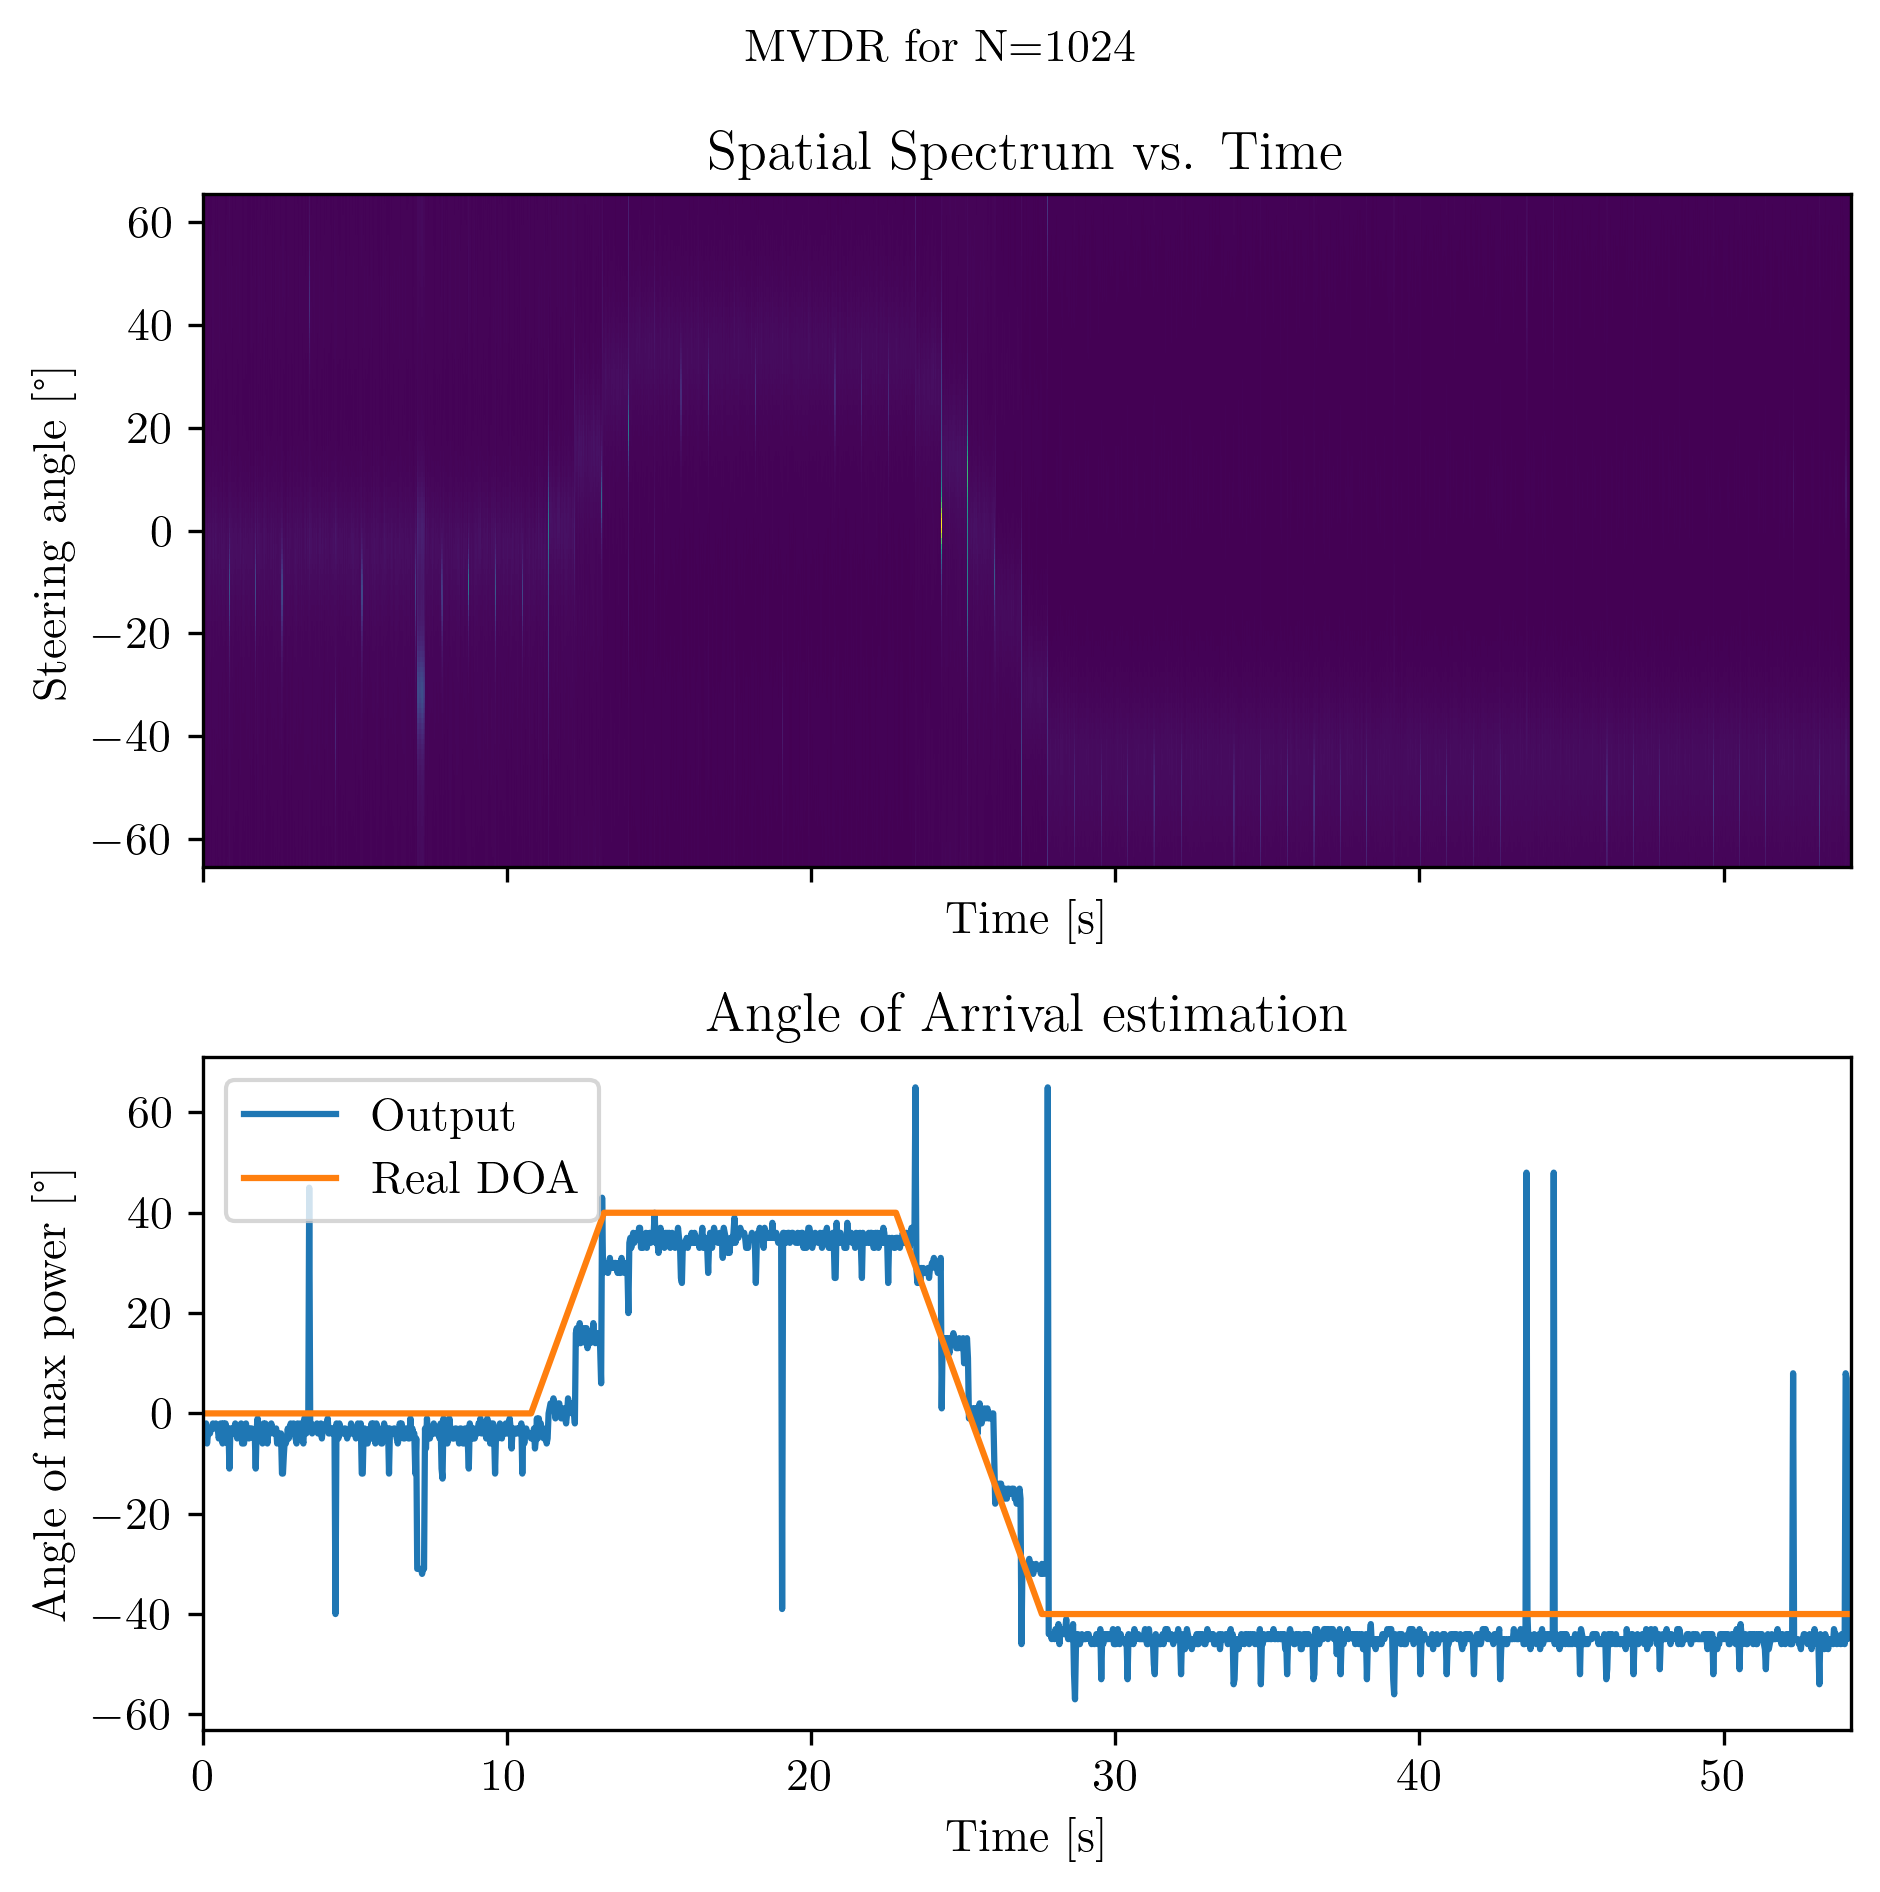 MVDR for N=1024
Spatial Spectrum vs. Time
60
40
20
0
−20
−40
−60
Steering angle [°]
Time [s]
Angle of Arrival estimation
Output
Real DOA
60
40
20
0
−20
−40
−60
Angle of max power [°]
0 10 20 30 40 50
Time [s]